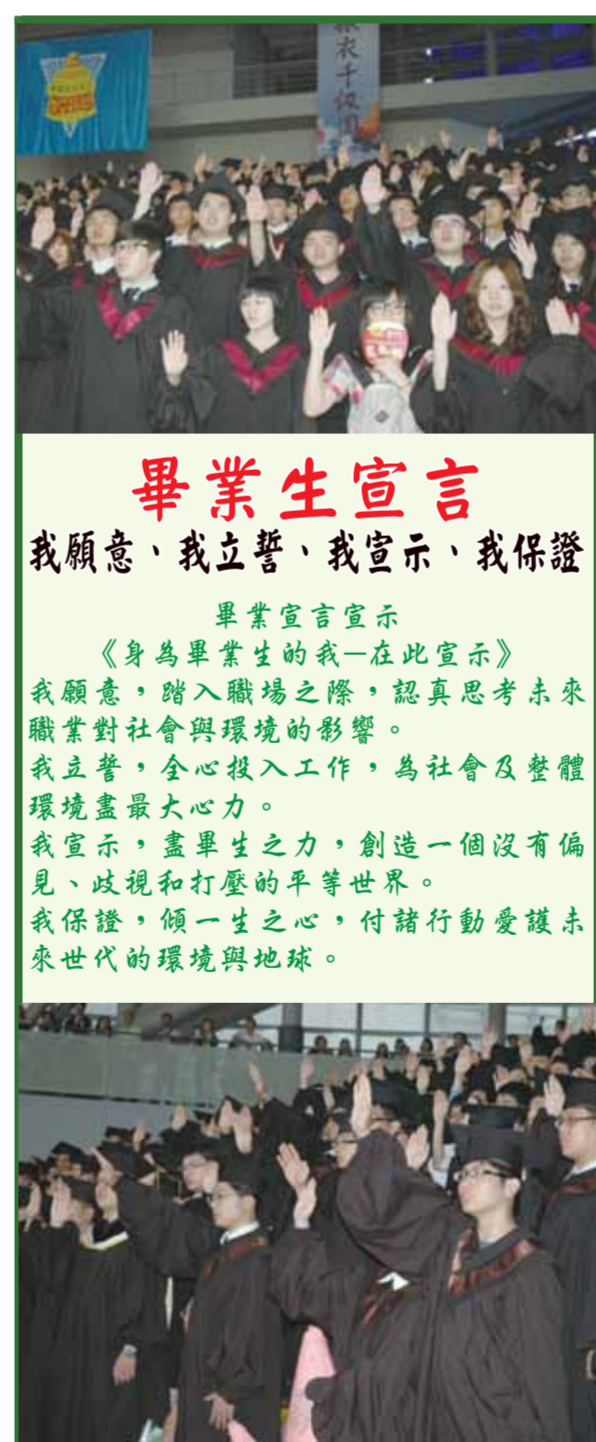 衣千
畢業生宣言
我願意、我立誓、我宣示、我保證
畢業宣言宣示
《身為畢業生的我—在此宣示》
我願意，踏入職場之際，認真思考未來
職業對社會與環境的影響。
我立誓，全心投入工作，為社會及整體
環境盡最大心力。
我宣示，盡畢生之力，創造一個沒有偏
見、歧視和打壓的平等世界。
我保證，傾一生之心，付諸行動愛護未
來世代的環境與地球。